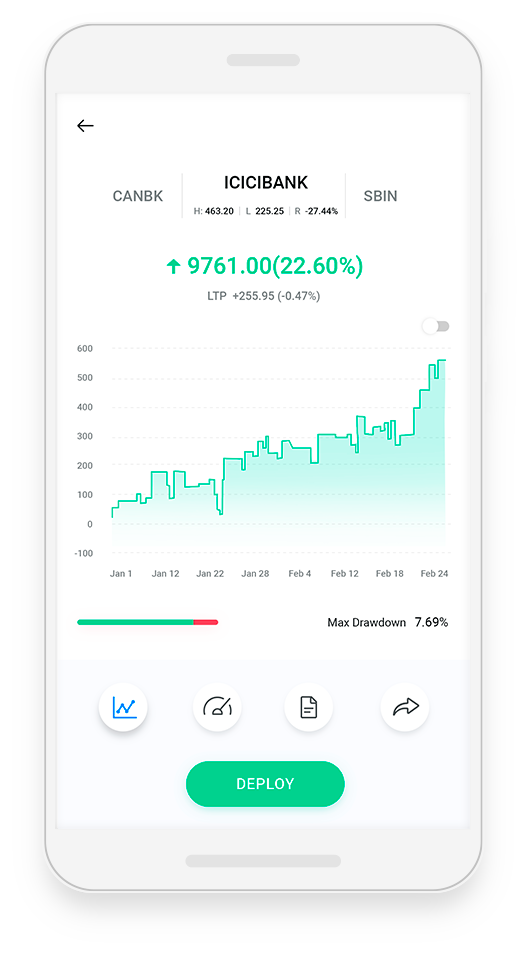 CANBK
ICICIBANK
SBIN
H: 463.20 | L 225.25 | R -27.44%
9761.00(22.60%)
LTP +255.95 (-0.47%)
600
500
400
300
200
100
0
-100
Jan 1 Jan 12 Jan 22 Jan 28 Feb 4 Feb 12 Feb 18 Feb 24
Max Drawdown 7.69%
DEPLOY